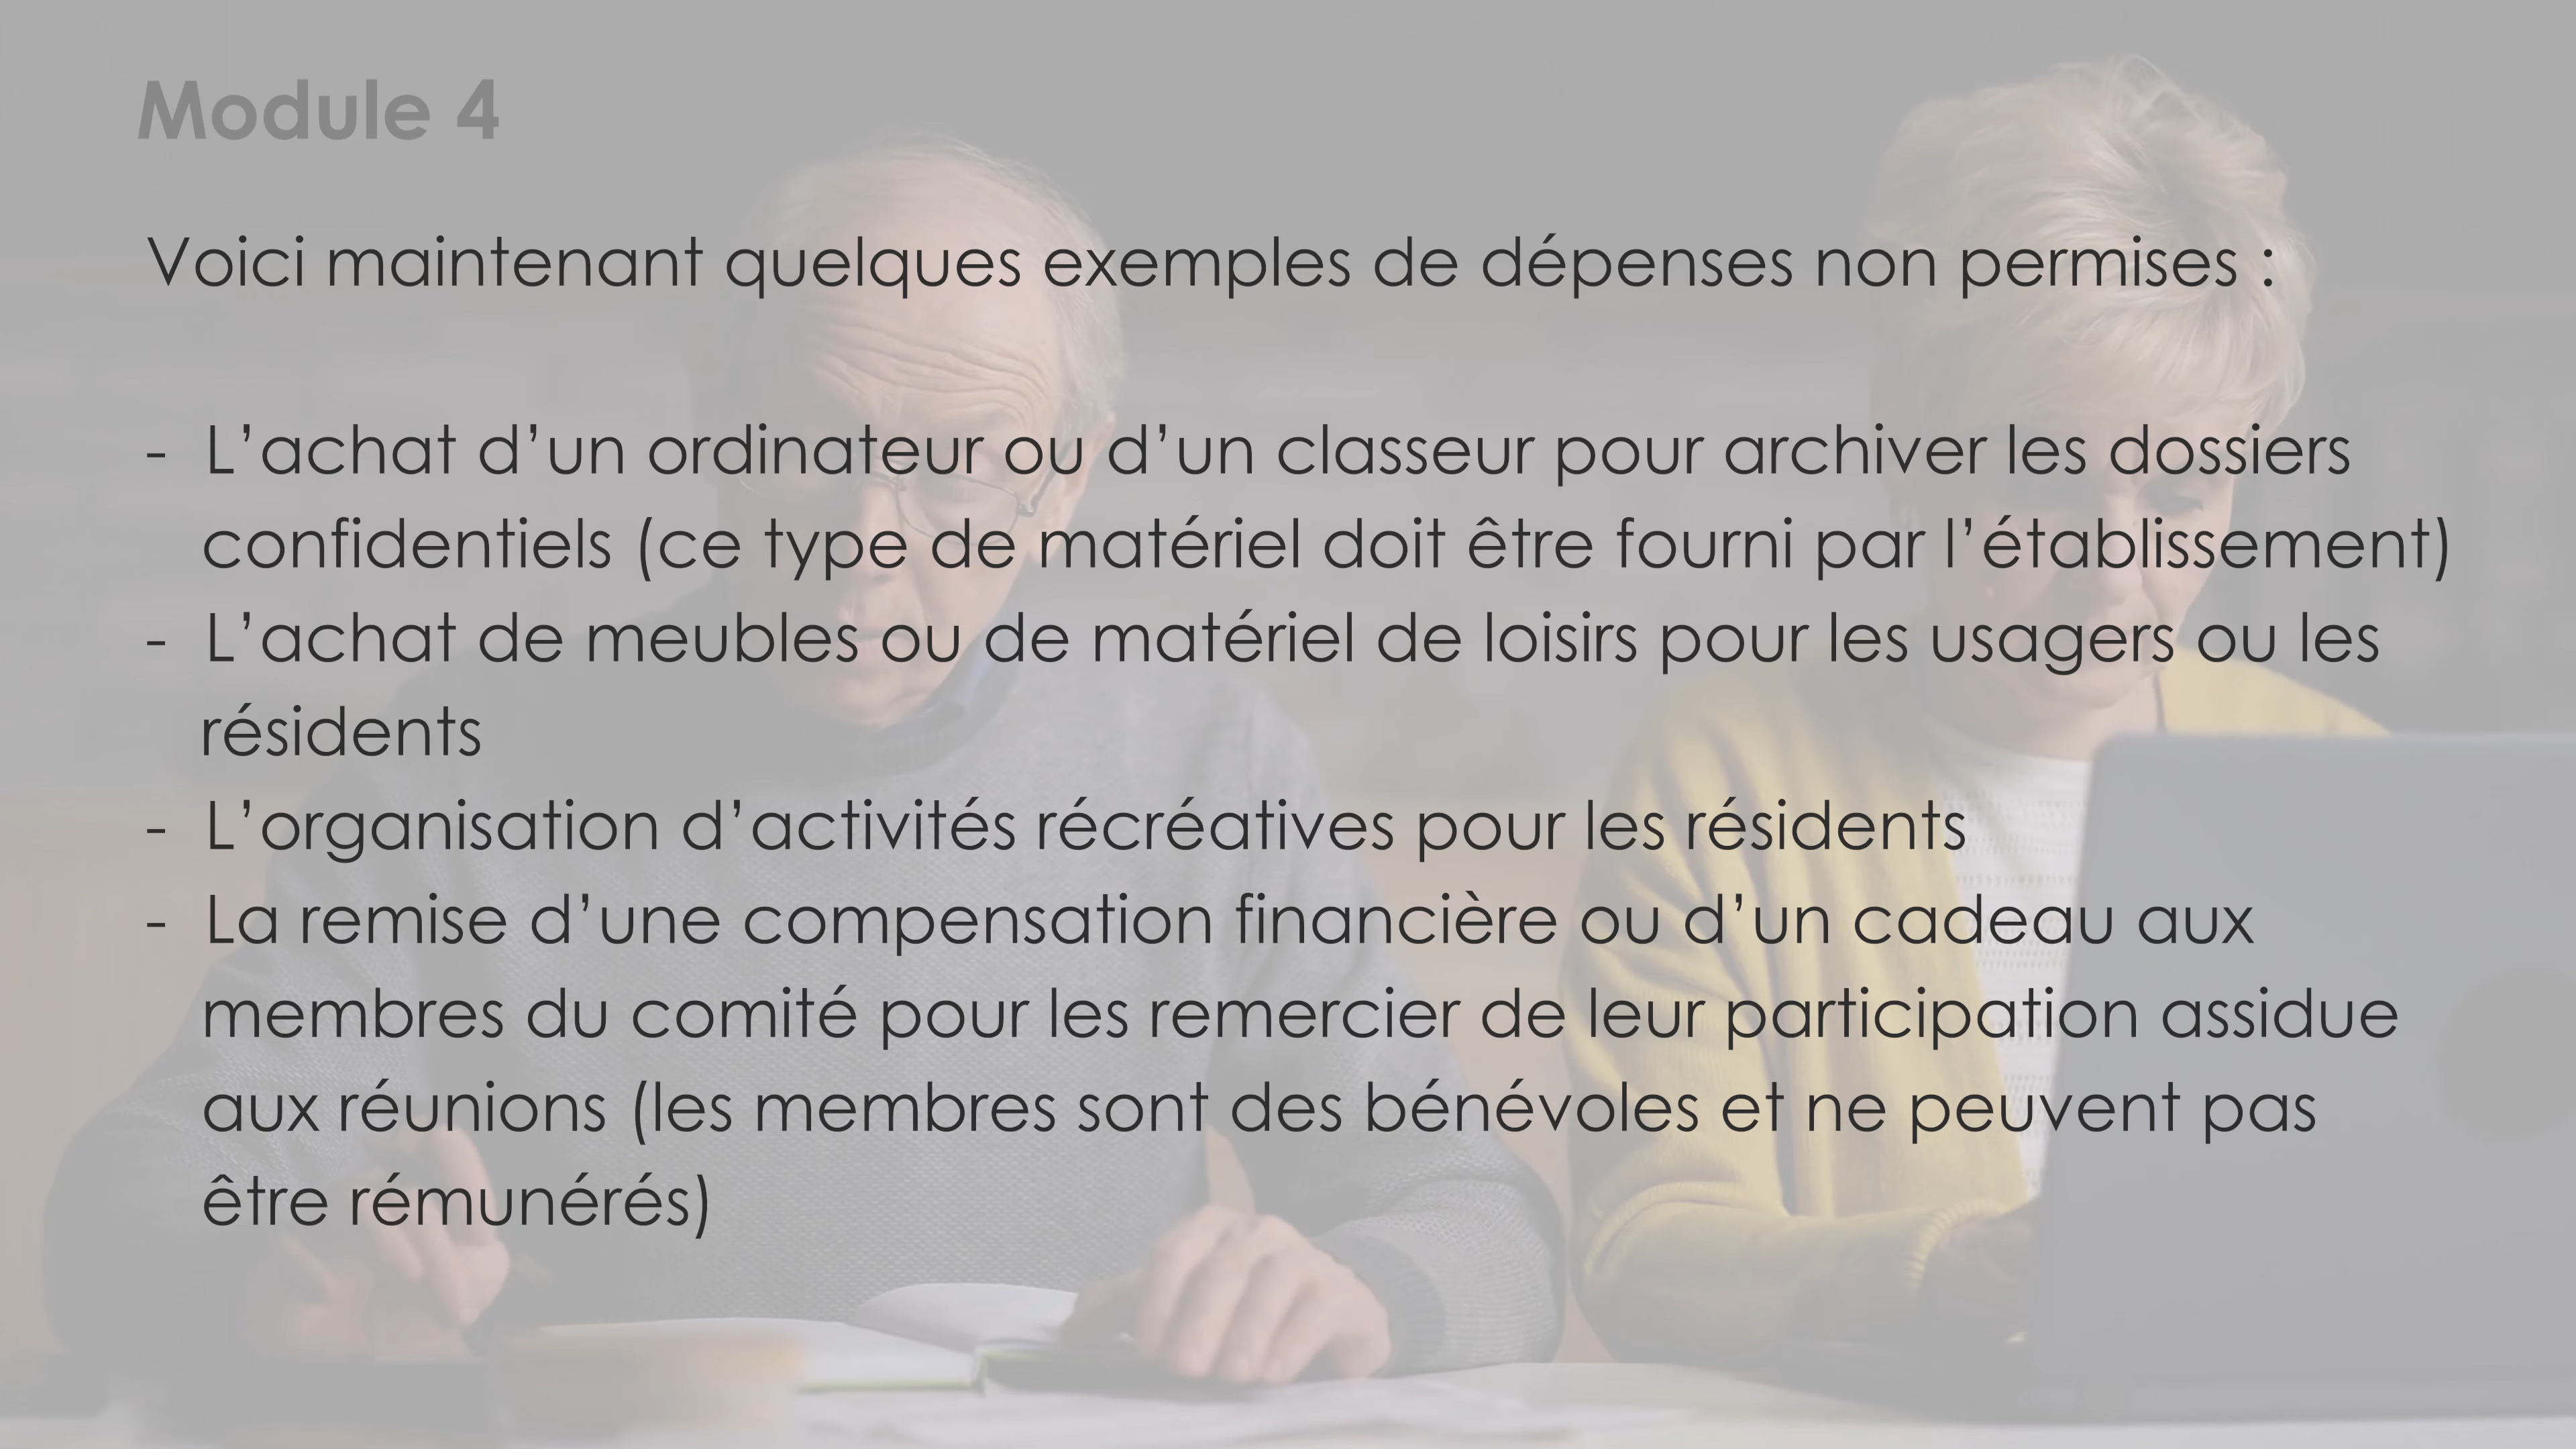 Module 4
Voici maintenant quelques exemples de dépenses non permises :
- L’achat d’un ordinateur ou d’un classeur pour archiver les dossiers
confidentiels (ce type de matériel doit être fourni par l’établissement)
- L’achat de meubles ou de matériel de loisirs pour les usagers ou les
résidents
- L’organisation d’activités récréatives pour les résidents
- La remise d’une compensation financière ou d’un cadeau aux
membres du comité pour les remercier de leur participation assidue
aux réunions (les membres sont des bénévoles et ne peuvent pas
être rémunérés)